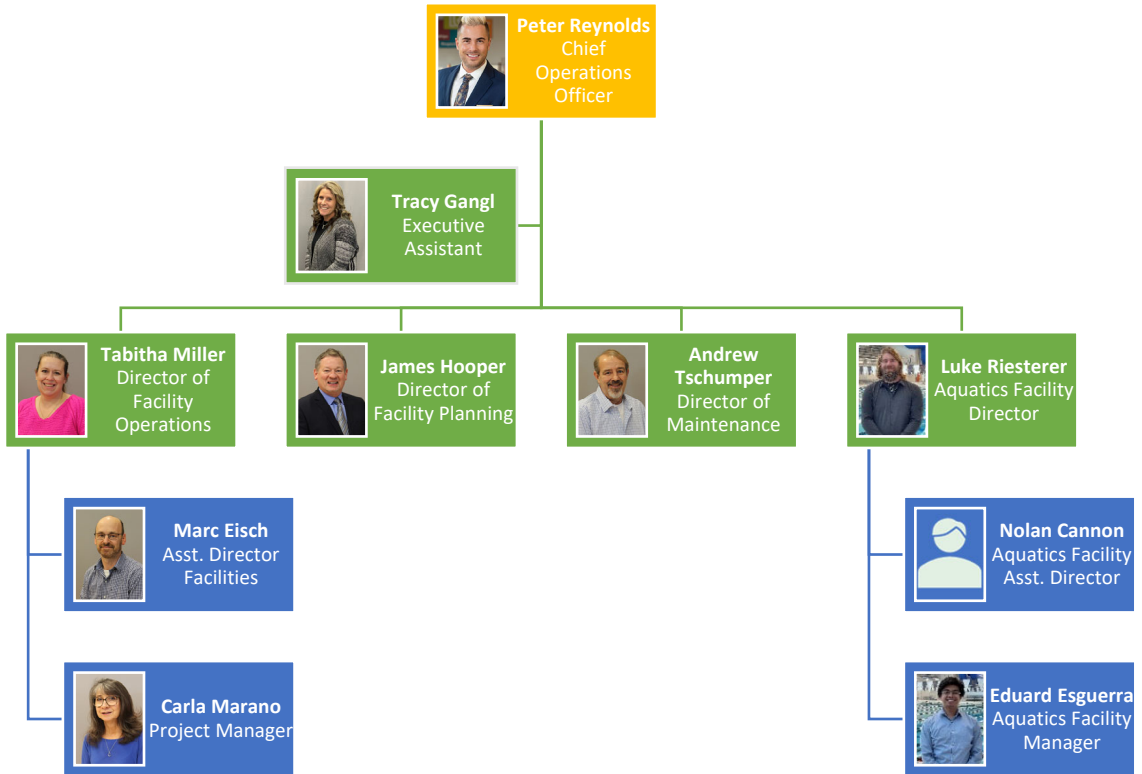 Peter Reynolds
Chief
Operations
Officer
Tracy Gangl
Executive
Assistant
Tabitha Miller
Director of
Facility
Operations
James Hooper
Director of
Facility Planning
Andrew
Tschumper
Director of
Maintenance
Luke Riesterer
Aquatics Facility
Director
Marc Eisch
Asst. Director
Facilities
Nolan Cannon
Aquatics Facility
Asst. Director
Carla Marano
Project Manager
Eduard Esguerra
Aquatics Facility
Manager